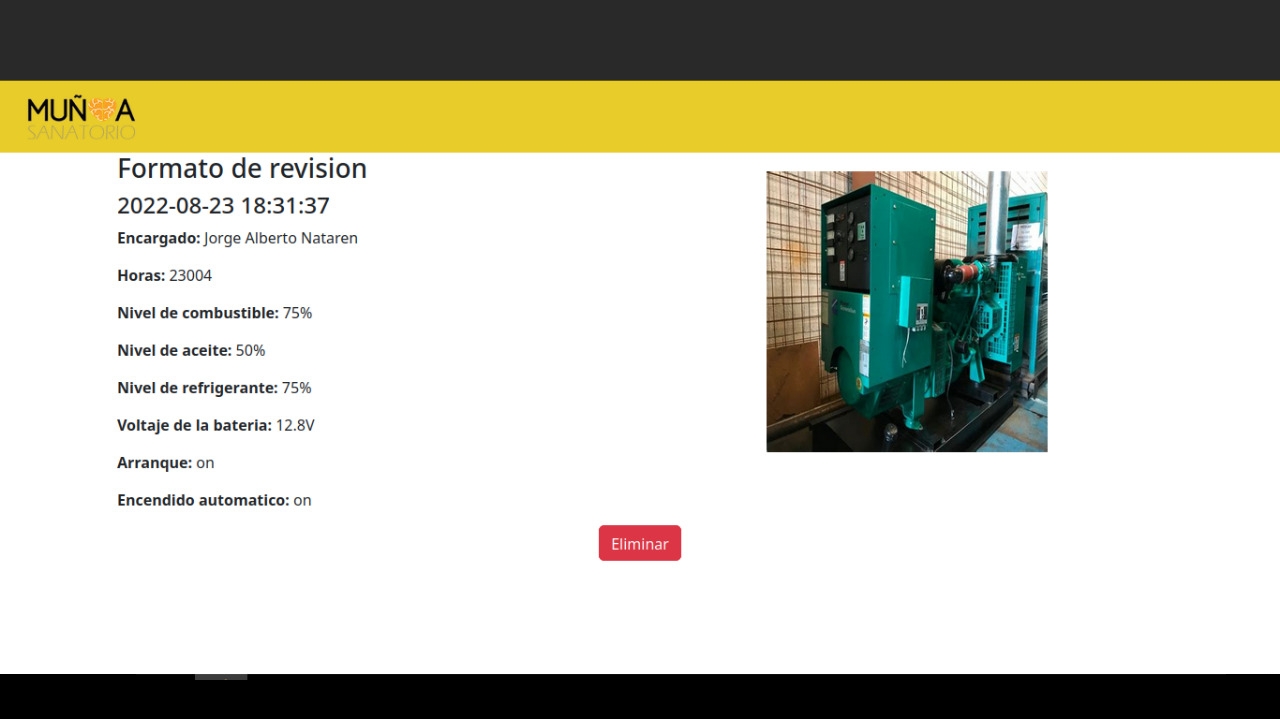 MUÑOA
SANATORIO
Formato de revision
2022-08-23 18:31:37
Encargado: Jorge Alberto Nataren
Horas: 23004
Nivel de combustible: 75%
Nivel de aceite: 50%
Nivel de refrigerante: 75%
Voltaje de la bateria: 12.8V
Arranque: on
Encendido automatico: on
Eliminar